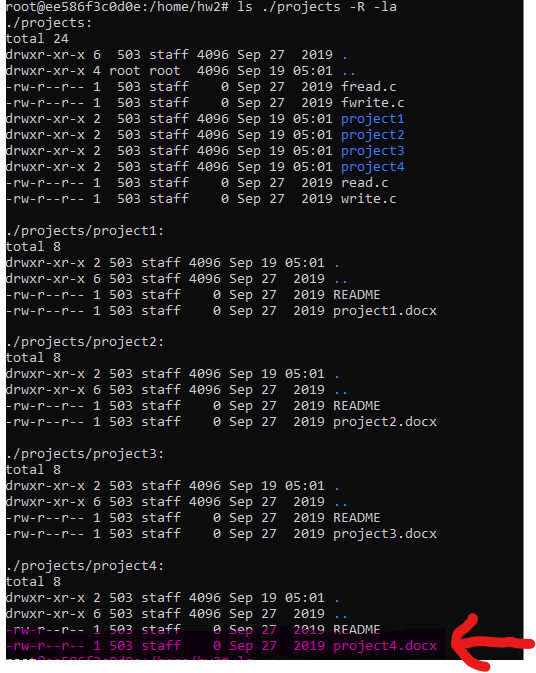 root@ee586f3c0d0e:/home/hw2# ls ./projects -R -la
./projects:
total 24
drwxr-xr-x 6  503 staff 4096 Sep 27  2019 .
drwxr-xr-x 4 root root  4096 Sep 19 05:01 ..
-rw-r--r-- 1  503 staff    0 Sep 27  2019 fread.c
-rw-r--r-- 1  503 staff    0 Sep 27  2019 fwrite.c
drwxr-xr-x 2  503 staff 4096 Sep 19 05:01 project1
drwxr-xr-x 2  503 staff 4096 Sep 19 05:01 project2
drwxr-xr-x 2  503 staff 4096 Sep 19 05:01 project3
drwxr-xr-x 2  503 staff 4096 Sep 19 05:01 project4
-rw-r--r-- 1  503 staff    0 Sep 27  2019 read.c
-rw-r--r-- 1  503 staff    0 Sep 27  2019 write.c

./projects/project1:
total 8
drwxr-xr-x 2 503 staff 4096 Sep 19 05:01 .
drwxr-xr-x 6 503 staff 4096 Sep 27  2019 ..
-rw-r--r-- 1 503 staff    0 Sep 27  2019 README
-rw-r--r-- 1 503 staff    0 Sep 27  2019 project1.docx

./projects/project2:
total 8
drwxr-xr-x 2 503 staff 4096 Sep 19 05:01 .
drwxr-xr-x 6 503 staff 4096 Sep 27  2019 ..
-rw-r--r-- 1 503 staff    0 Sep 27  2019 README
-rw-r--r-- 1 503 staff    0 Sep 27  2019 project2.docx

./projects/project3:
total 8
drwxr-xr-x 2 503 staff 4096 Sep 19 05:01 .
drwxr-xr-x 6 503 staff 4096 Sep 27  2019 ..
-rw-r--r-- 1 503 staff    0 Sep 27  2019 README
-rw-r--r-- 1 503 staff    0 Sep 27  2019 project3.docx

./projects/project4:
total 8
drwxr-xr-x 2 503 staff 4096 Sep 19 05:01 .
drwxr-xr-x 6 503 staff 4096 Sep 27  2019 ..
-rw-r--r-- 1 503 staff    0 Sep 27  2019 README
-rw-r--r-- 1 503 staff    0 Sep 27  2019 project4.docx
root@ee586f3c0d0e:/home/hw2# ls